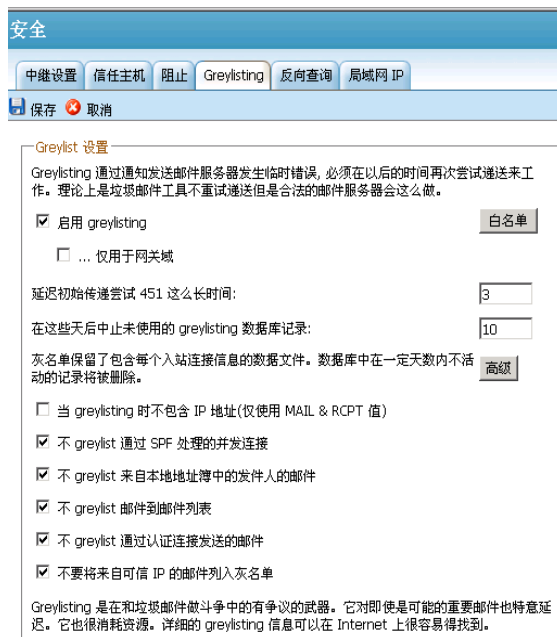 安全
中继设置 信任主机 阻止 Greylisting 反向查询 局域网 IP
保存 取消
Greylist 设置
Greylisting 通过通知发送邮件服务器发生临时错误, 必须在以后的时间再次尝试递送来工
作。理论上是垃圾邮件工具不重试递送但是合法的邮件服务器会这么做。
启用 greylisting 白名单
... 仅用于网关域
延迟初始传递尝试 451 这么长时间: 3
在这些天后中止未使用的 greylisting 数据库记录: 10
灰名单保留了包含每个入站连接信息的数据文件。数据库中在一定天数内不活 高级
动的记录将被删除。
当 greylisting 时不包含 IP 地址(仅使用 MAIL & RCPT 值)
不 greylist 通过 SPF 处理的并发连接
不 greylist 来自本地地址簿中的发件人的邮件
不 greylist 邮件到邮件列表
不 greylist 通过认证连接发送的邮件
不要将来自可信 IP 的邮件列入灰名单
Greylisting 是在和垃圾邮件做斗争中的有争议的武器。它对即使是可能的重要邮件也特意延
迟。它也很消耗资源。详细的 greylisting 信息可以在 Internet 上很容易得找到。